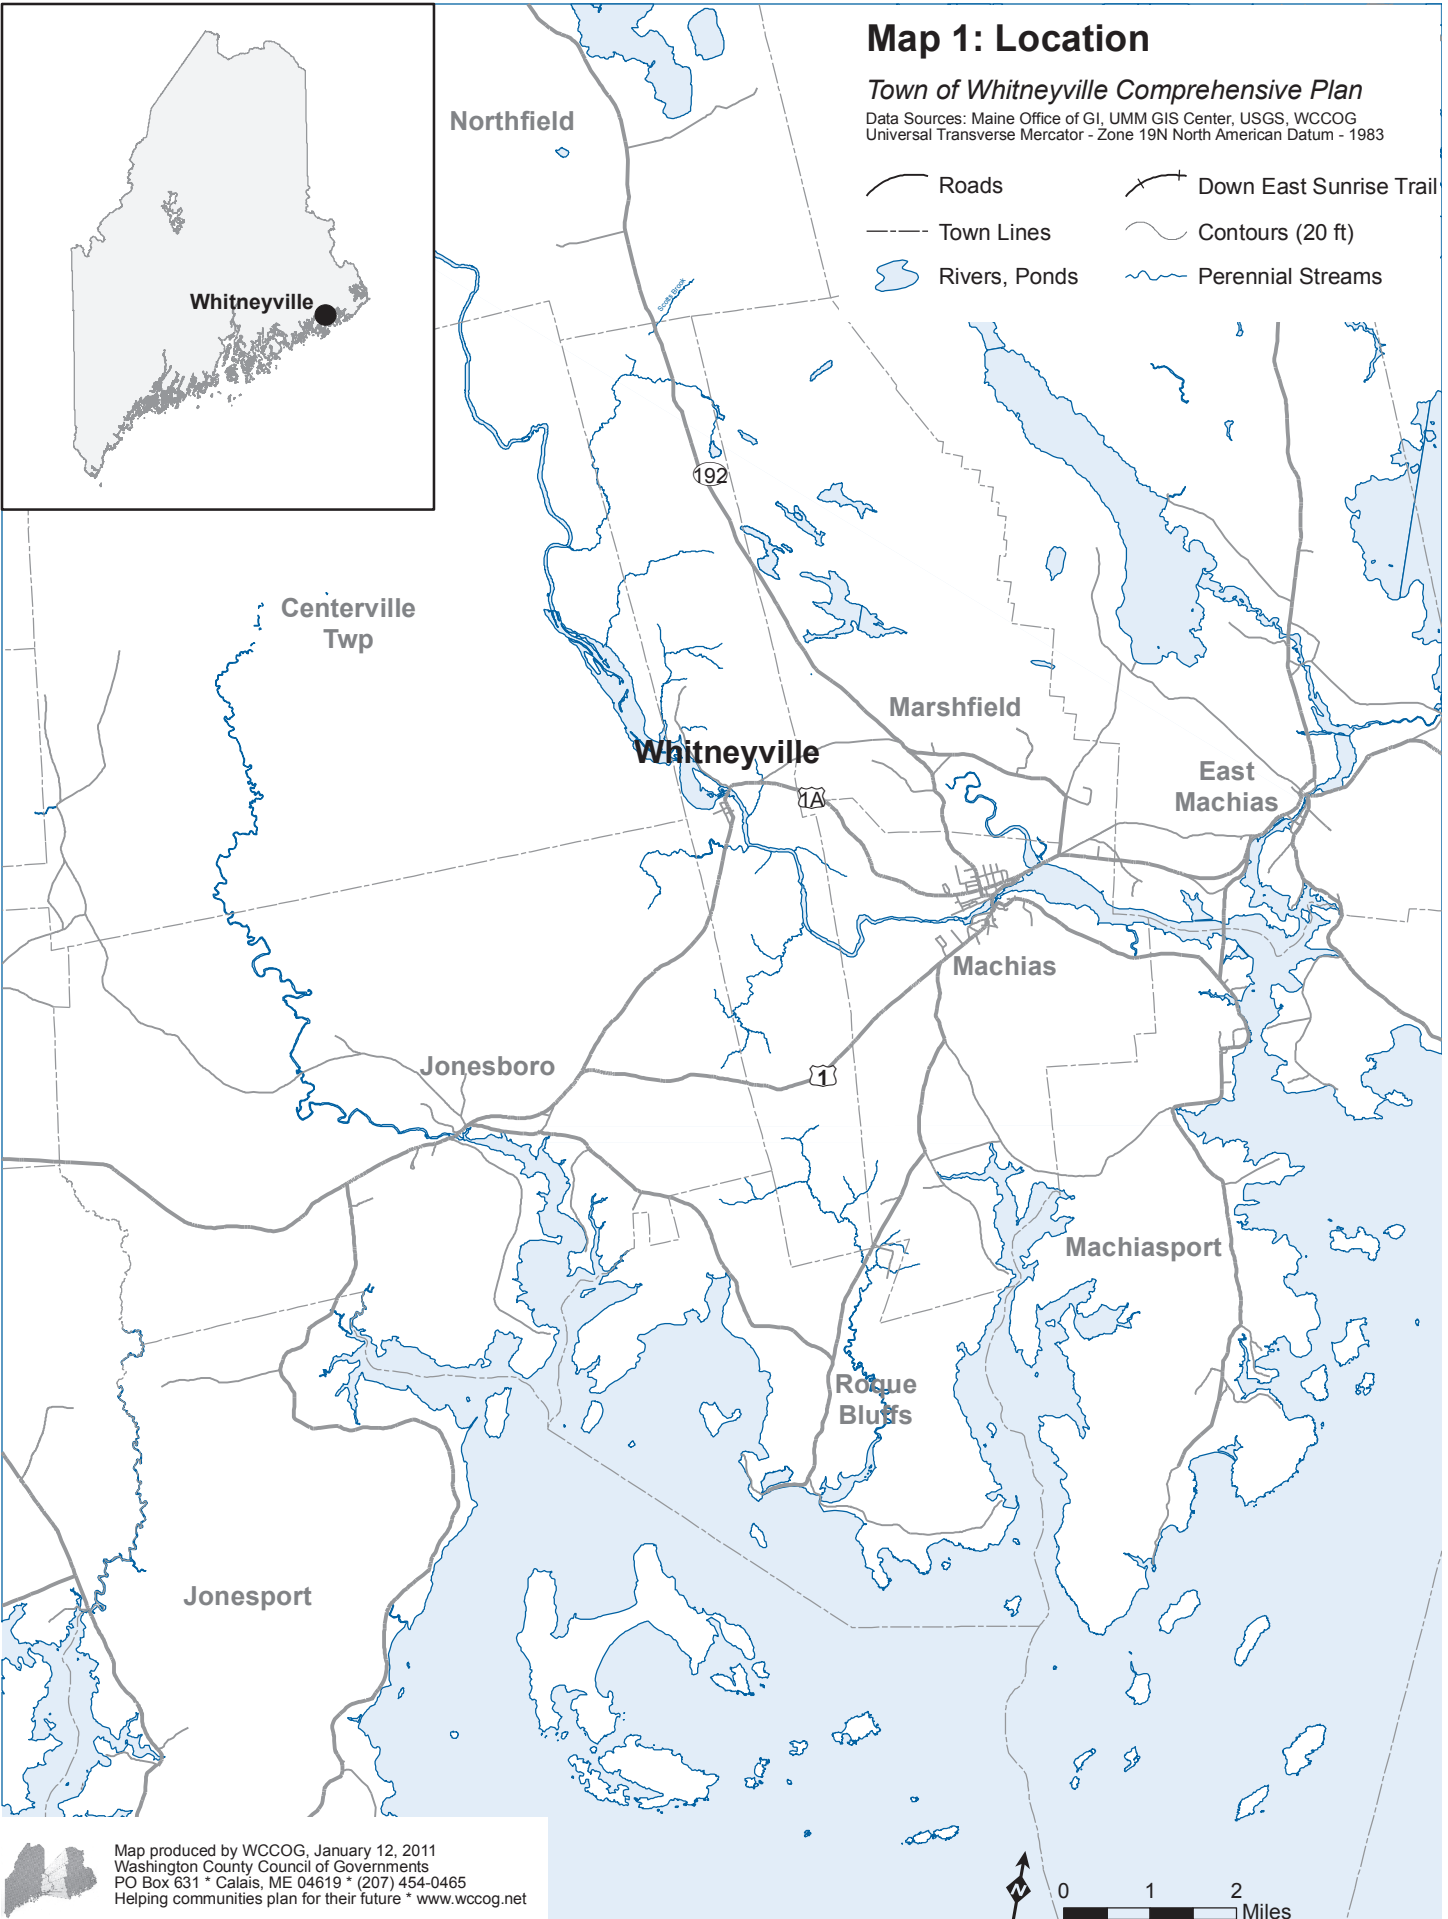 Map 1: Location
Town of Whitneyville Comprehensive Plan
Data Sources: Maine Office of GI, UMM GIS Center, USGS, WCCOG
Universal Transverse Mercator - Zone 19N North American Datum - 1983
Roads
Down East Sunrise Trail
Town Lines
Contours (20 ft)
Rivers, Ponds
Perennial Streams
Whitneyville
Northfield
Scotts Brook
192
Centerville
Twp
Marshfield
Whitneyville
1A
East
Machias
Machias
Jonesboro
1
Machiasport
Roque
Bluffs
Jonesport
Map produced by WCCOG, January 12, 2011
Washington County Council of Governments
PO Box 631 * Calais, ME 04619 * (207) 454-0465
Helping communities plan for their future * www.wccog.net
N
0 1 2
Miles